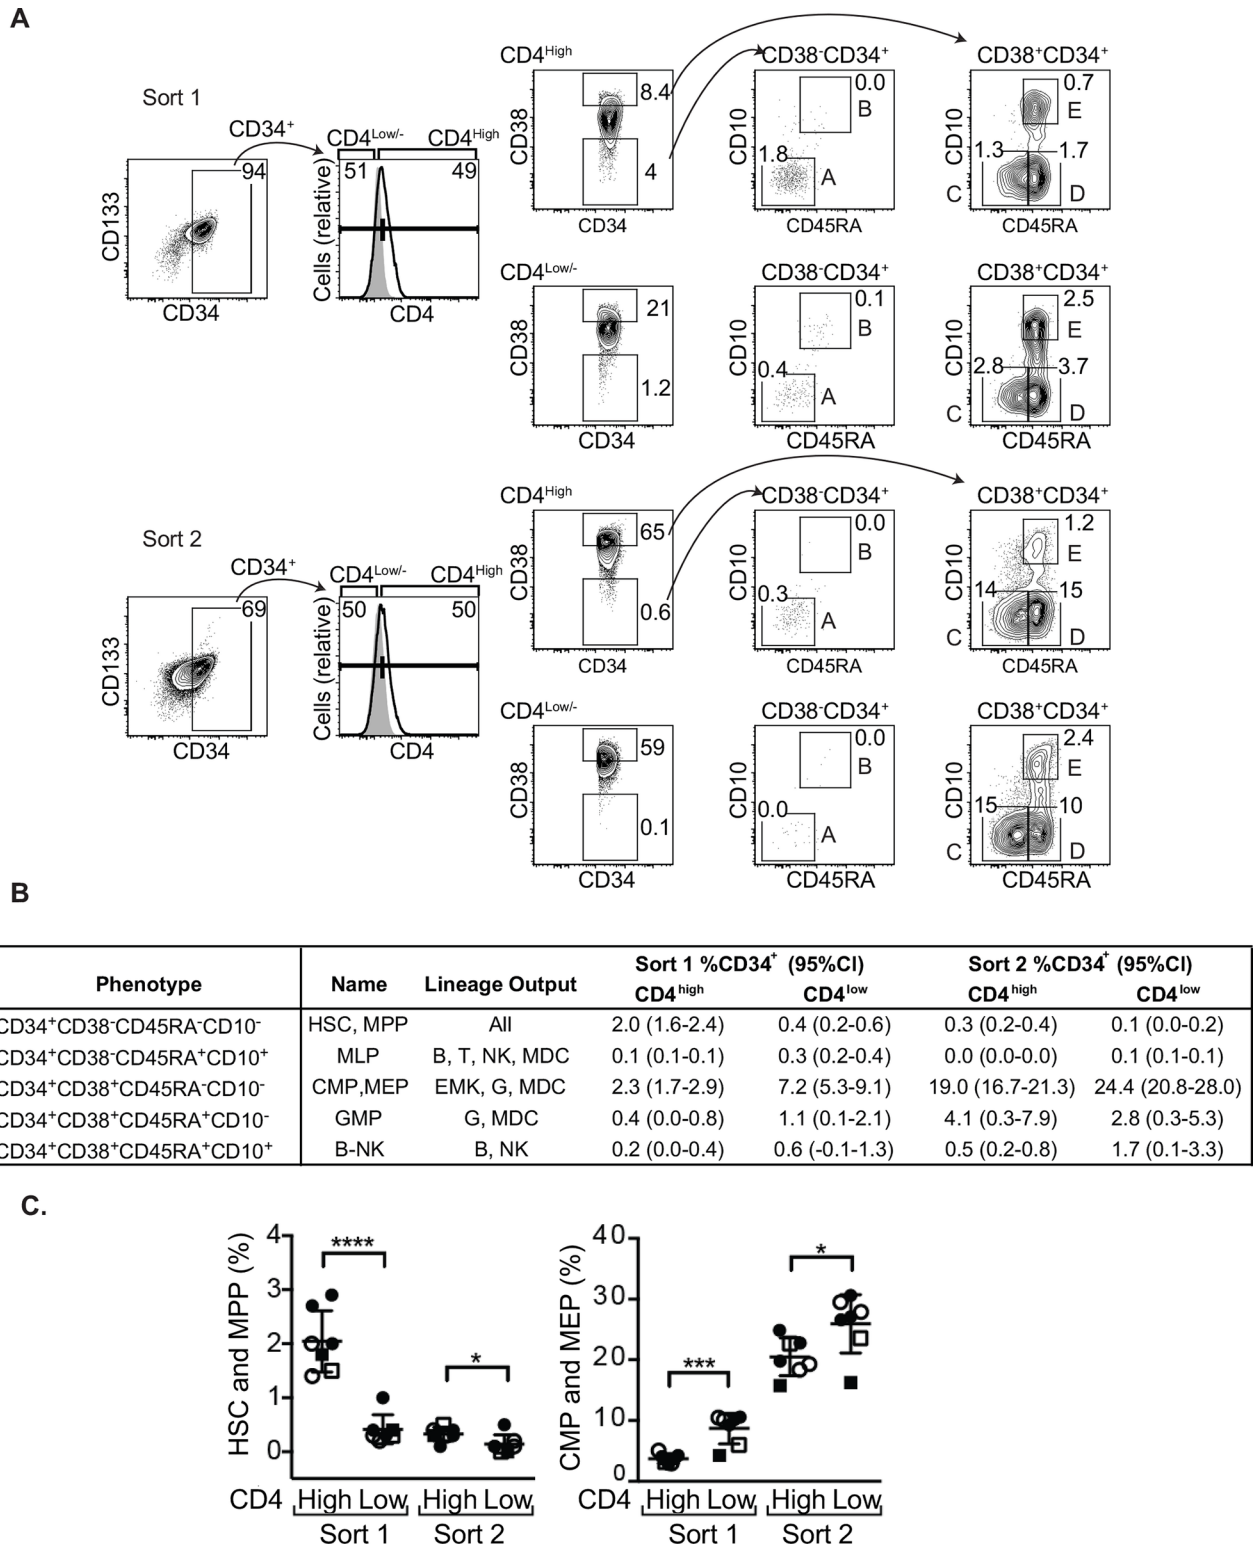 A
Sort 1
CD34+
94
CD133
CD34
CD4Low/- CD4High
51 49
Cells (relative)
CD4
CD4High
8.4
4
CD38
CD34
CD38-CD34+
0.0
B
1.8
A
CD10
CD45RA
CD38+CD34+
0.7
E
1.3 1.7
C D
CD10
CD45RA
CD4Low/-
21
1.2
CD38
CD34
CD38-CD34+
0.1
B
0.4
A
CD10
CD45RA
CD38+CD34+
2.5
E
2.8 3.7
C D
CD10
CD45RA
Sort 2
CD34+
69
CD133
CD34
CD4Low/- CD4High
50 50
Cells (relative)
CD4
CD4High
65
0.6
CD38
CD34
CD38-CD34+
0.0
B
0.3
A
CD10
CD45RA
CD38+CD34+
1.2
E
14 15
C D
CD10
CD45RA
CD4Low/-
59
0.1
CD38
CD34
CD38-CD34+
0.0
B
0.0
A
CD10
CD45RA
CD38+CD34+
2.4
E
15 10
C D
CD10
CD45RA
B
Sort 1 %CD34+ (95%CI) Sort 2 %CD34+ (95%CI)
Phenotype Name Lineage Output CD4high CD4low CD4high CD4low
CD34+CD38-CD45RA-CD10- HSC, MPP All 2.0 (1.6-2.4) 0.4 (0.2-0.6) 0.3 (0.2-0.4) 0.1 (0.0-0.2)
CD34+CD38-CD45RA+CD10+ MLP B, T, NK, MDC 0.1 (0.1-0.1) 0.3 (0.2-0.4) 0.0 (0.0-0.0) 0.1 (0.1-0.1)
CD34+CD38+CD45RA-CD10- CMP,MEP EMK, G, MDC 2.3 (1.7-2.9) 7.2 (5.3-9.1) 19.0 (16.7-21.3) 24.4 (20.8-28.0)
CD34+CD38+CD45RA+CD10- GMP G, MDC 0.4 (0.0-0.8) 1.1 (0.1-2.1) 4.1 (0.3-7.9) 2.8 (0.3-5.3)
CD34+CD38+CD45RA+CD10+ B-NK B, NK 0.2 (0.0-0.4) 0.6 (-0.1-1.3) 0.5 (0.2-0.8) 1.7 (0.1-3.3)
C.
HSC and MPP (%)
4
3
2
1
0
****
*
CD4 High Low High Low
Sort 1 Sort 2
CMP and MEP (%)
40
30
20
10
0
***
*
High Low High Low
Sort 1 Sort 2